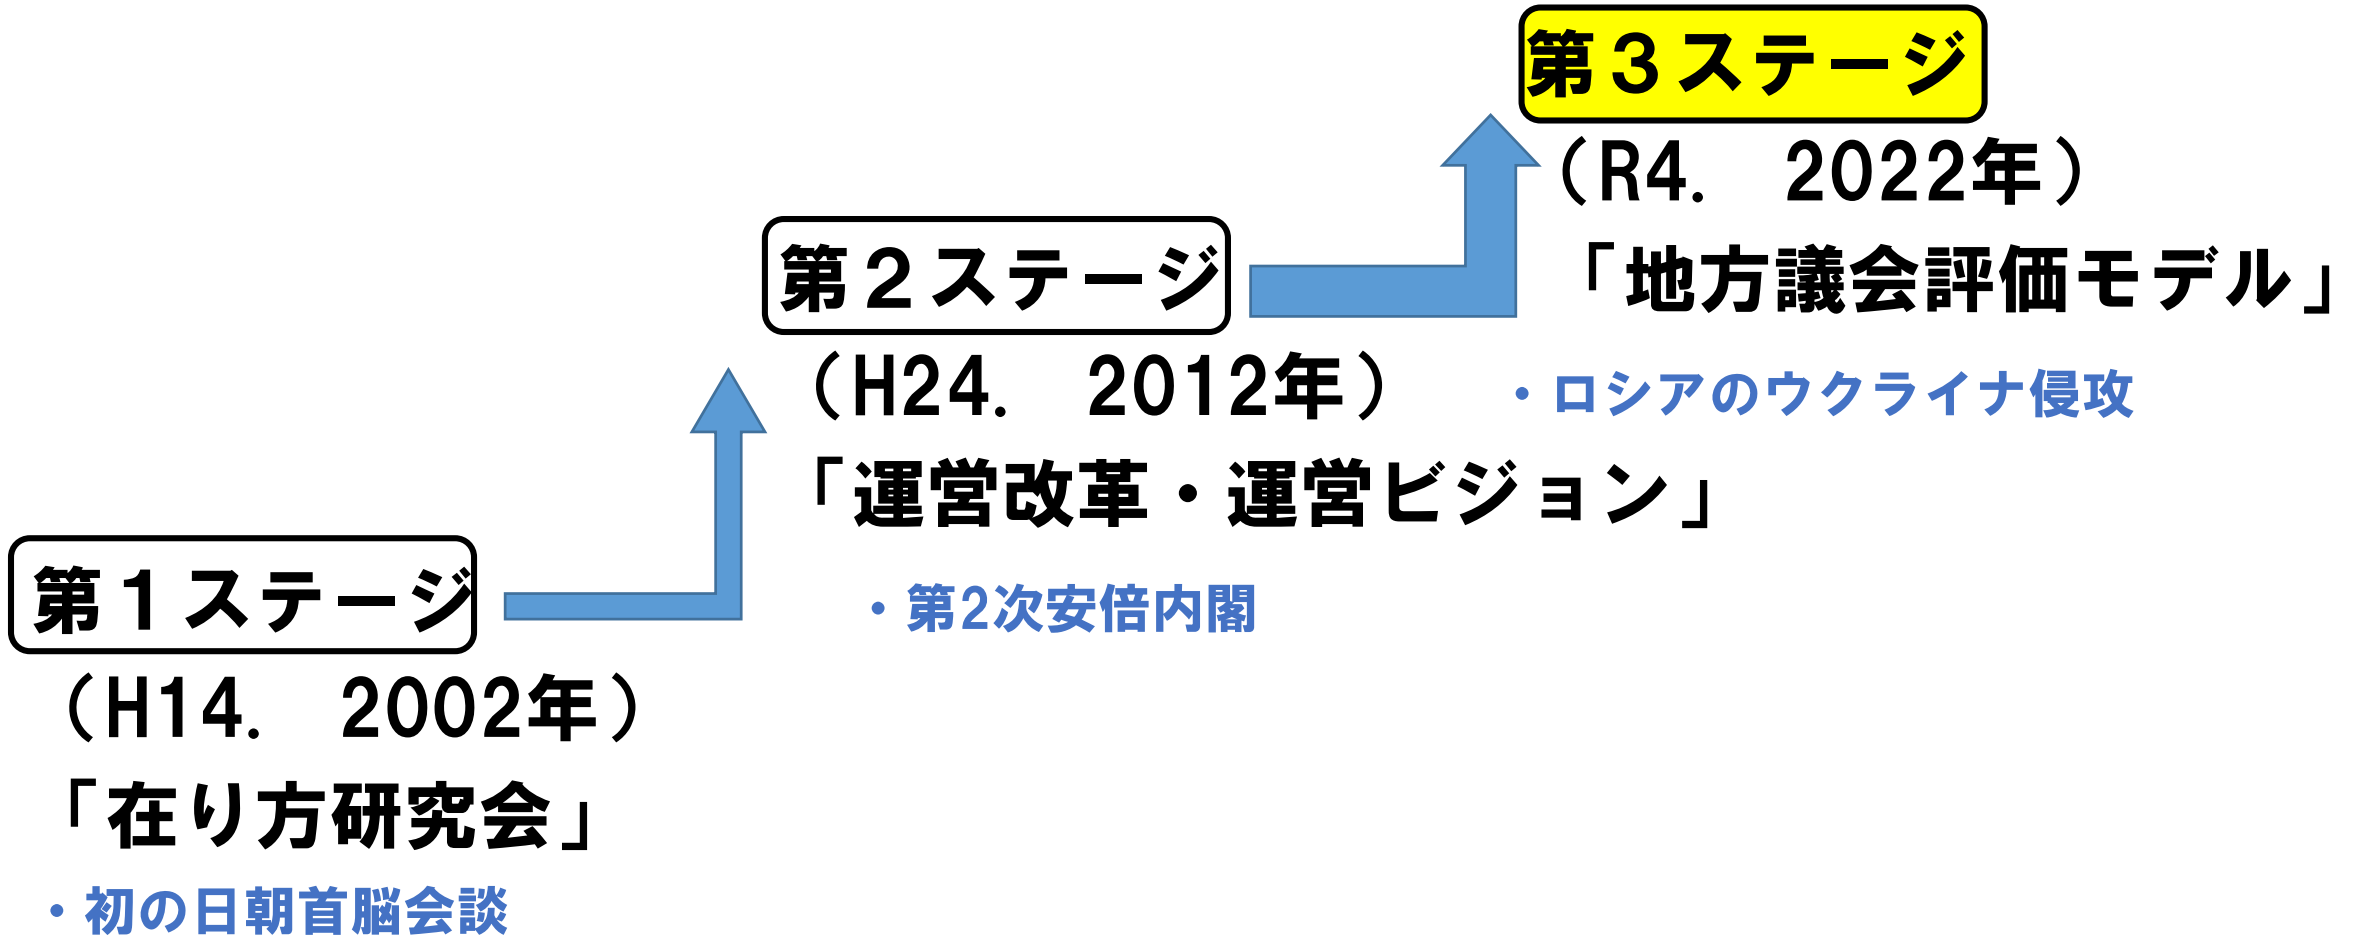 第３ステージ
（R4.　2022年）
「地方議会評価モデル」
・ロシアのウクライナ侵攻
第２ステージ
（H24.　2012年）
「運営改革・運営ビジョン」
・第2次安倍内閣
第１ステージ
（H14.　2002年）
「在り方研究会」
・初の日朝首脳会談